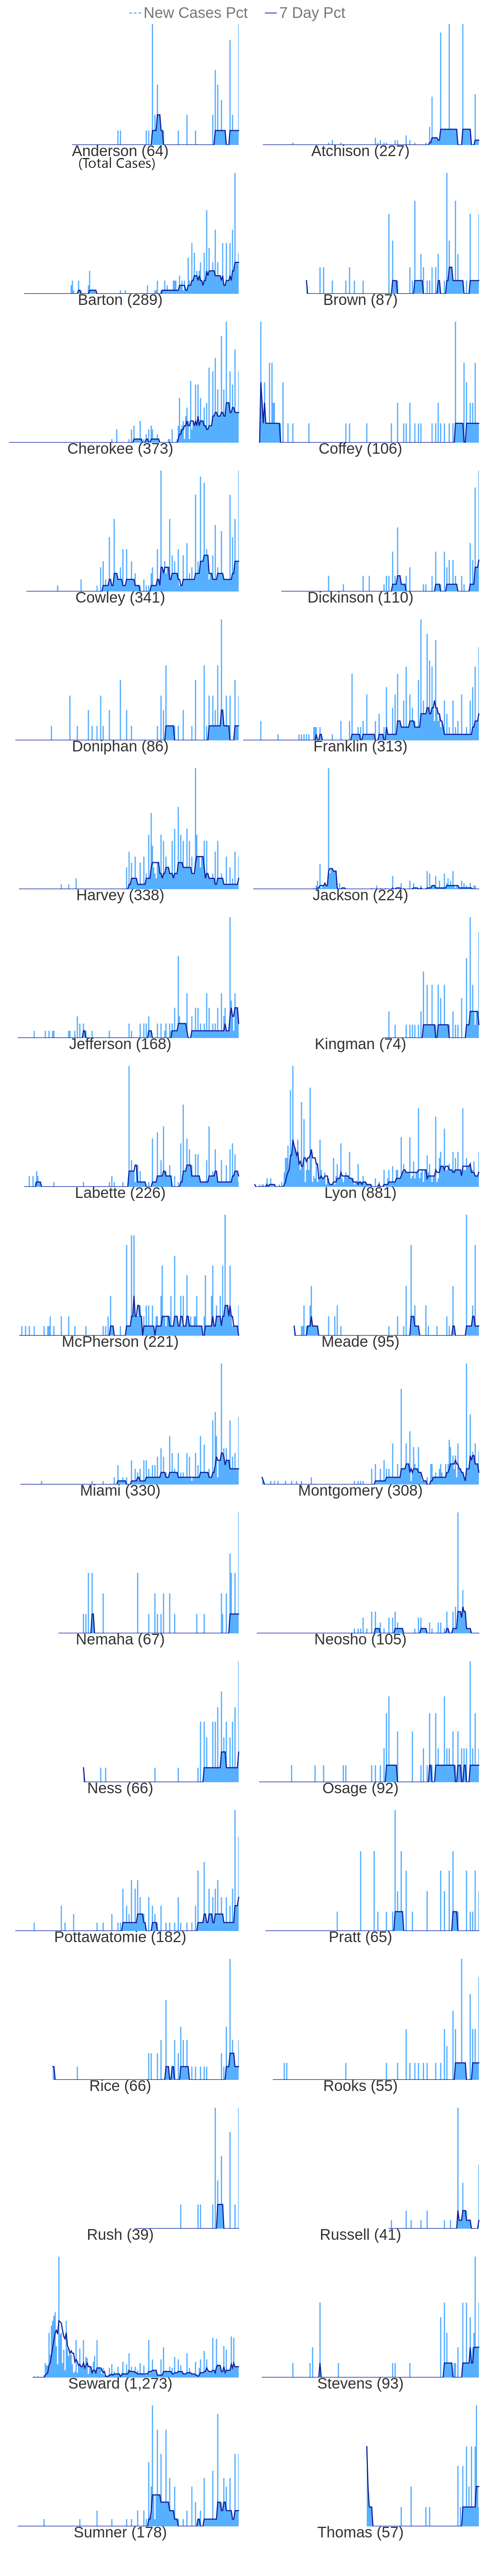 New Cases Pct 7 Day Pct
Anderson (64) Atchison (227)
(Total Cases)
Barton (289) Brown (87)
Cherokee (373) Coffey (106)
Cowley (341) Dickinson (110)
Doniphan (86) Franklin (313)
Harvey (338) Jackson (224)
Jefferson (168) Kingman (74)
Labette (226) Lyon (881)
McPherson (221) Meade (95)
Miami (330) Montgomery (308)
Nemaha (67) Neosho (105)
Ness (66) Osage (92)
Pottawatomie (182) Pratt (65)
Rice (66) Rooks (55)
Rush (39) Russell (41)
Seward (1,273) Stevens (93)
Sumner (178) Thomas (57)